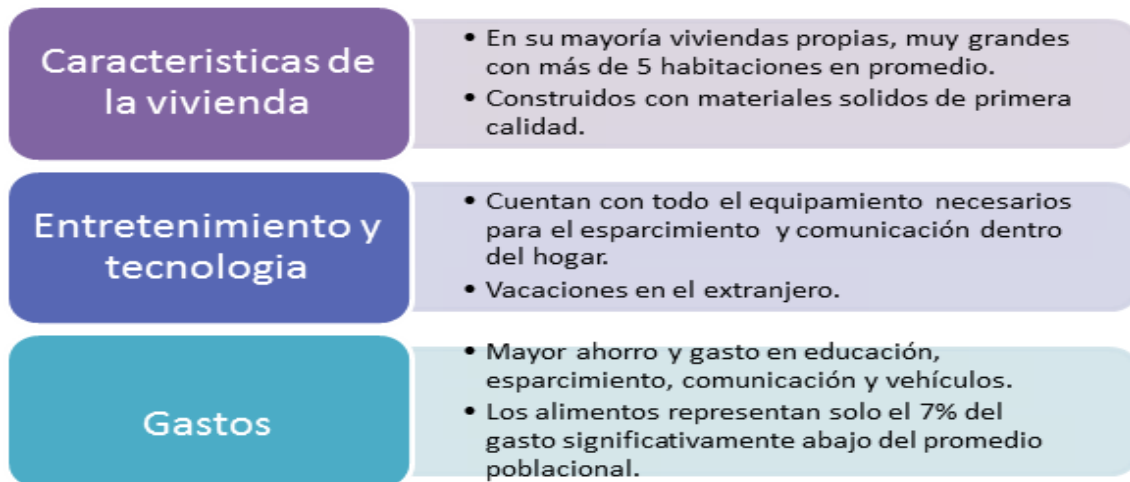 Caracteristicas de
la vivienda
• En su mayoría viviendas propias, muy grandes
con más de 5 habitaciones en promedio.
• Construidos con materiales solidos de primera
calidad.
Entretenimiento y
tecnologia
• Cuentan con todo el equipamiento necesarios
para el esparcimiento y comunicación dentro
del hogar.
• Vacaciones en el extranjero.
Gastos
• Mayor ahorro y gasto en educación,
esparcimiento, comunicación y vehículos.
• Los alimentos representan solo el 7% del
gasto significativamente abajo del promedio
poblacional.